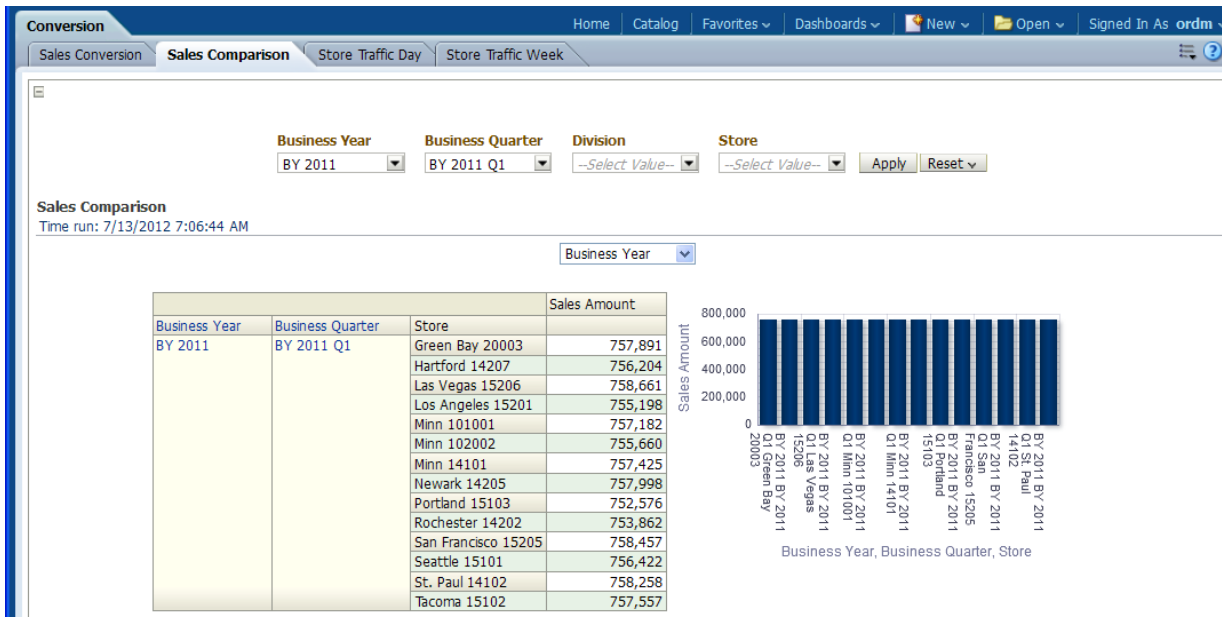 Conversion
Home Catalog Favorites Dashboards New Open Signed In As ordm
Sales Conversion Sales Comparison Store Traffic Day Store Traffic Week
Business Year Business Quarter Division Store
BY 2011 BY 2011 Q1 --Select Value-- --Select Value-- Apply Reset
Sales Comparison
Time run: 7/13/2012 7:06:44 AM
Business Year
Sales Amount
Business Year Business Quarter Store
BY 2011 BY 2011 Q1 Green Bay 20003 757,891
Hartford 14207 756,204
Las Vegas 15206 758,661
Los Angeles 15201 755,198
Minn 101001 757,182
Minn 102002 755,660
Minn 14101 757,425
Newark 14205 757,998
Portland 15103 752,576
Rochester 14202 753,862
San Francisco 15205 758,457
Seattle 15101 756,422
St. Paul 14102 758,258
Tacoma 15102 757,557
Sales Amount
800,000
600,000
400,000
200,000
0
BY 2011 BY 2011
Q1 Green Bay
20003
BY 2011 BY 2011
Q1 Las Vegas
15206
BY 2011 BY 2011
Q1 Minn 101001
BY 2011 BY 2011
Q1 Minn 14101
BY 2011 BY 2011
Q1 Portland
15103
BY 2011 BY 2011
Q1 San
Francisco 15205
BY 2011 BY 2011
Q1 St. Paul
14102
Business Year, Business Quarter, Store